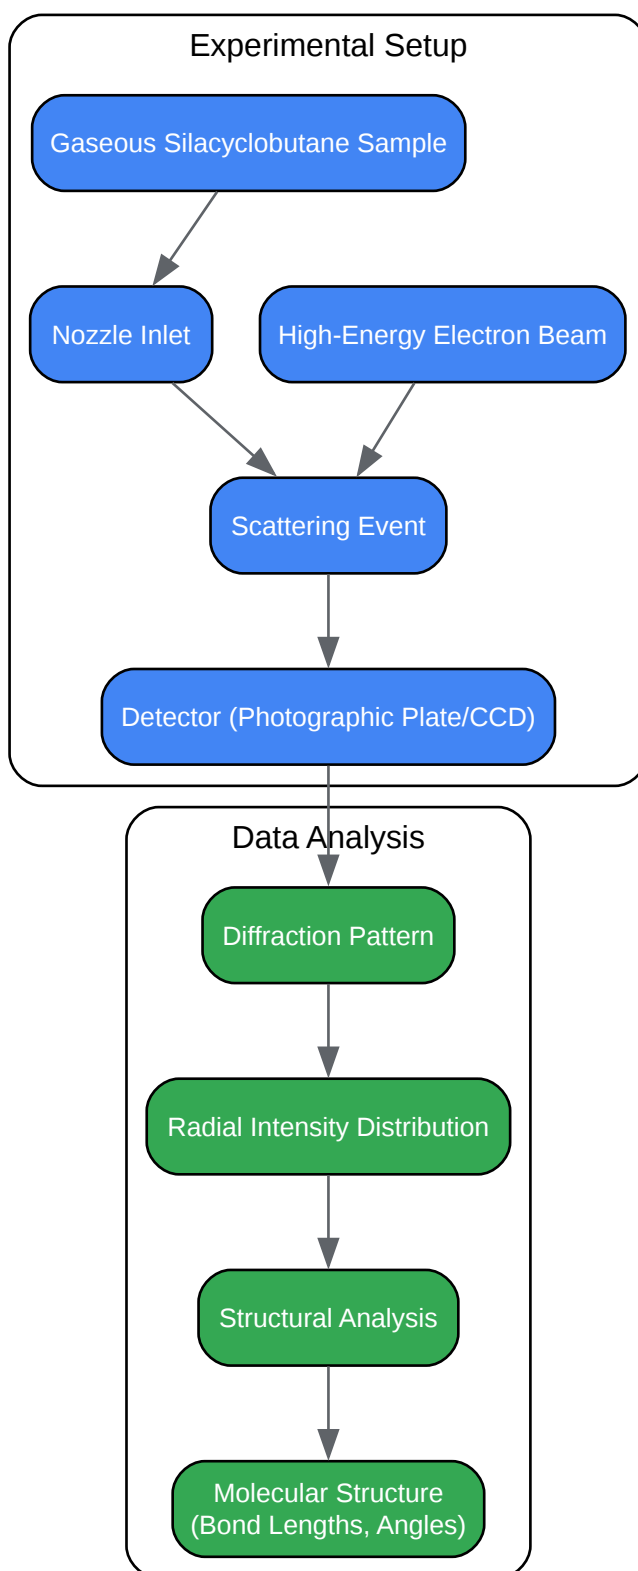 Experimental Setup
Gaseous Silacyclobutane Sample
Nozzle Inlet
High-Energy Electron Beam
Scattering Event
Detector (Photographic Plate/CCD)
Data Analysis
Diffraction Pattern
Radial Intensity Distribution
Structural Analysis
Molecular Structure
(Bond Lengths, Angles)